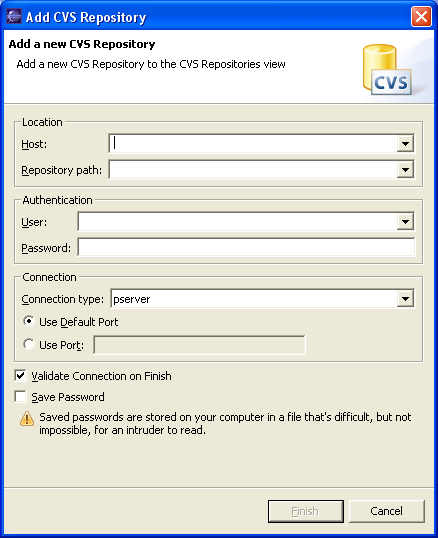 Add CVS Repository
Add a new CVS Repository
Add a new CVS Repository to the CVS Repositories view
CVS
Location
Host:
Repository path:
Authentication
User:
Password:
Connection
Connection type: pserver
Use Default Port
Use Port:
Validate Connection on Finish
Save Password
Saved passwords are stored on your computer in a file that's difficult, but not
impossible, for an intruder to read.
Finish Cancel